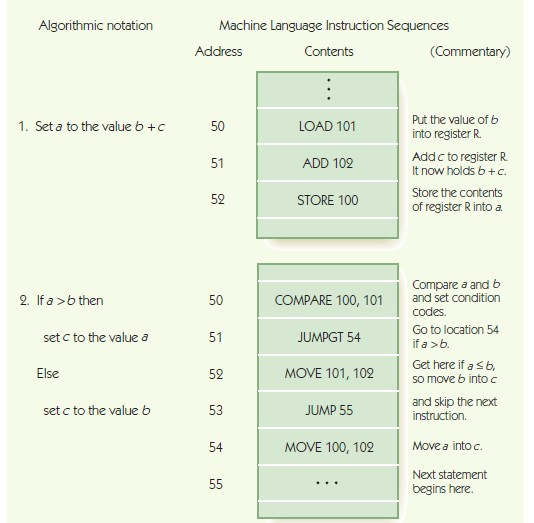 Algorithmic notation Machine Language Instruction Sequences
Address Contents (Commentary)
1. Set a to the value b + c 50 LOAD 101 Put the value of b
into register R.
51 ADD 102 Add c to register R.
It now holds b + c.
52 STORE 100 Store the contents
of register R into a.
2. If a > b then 50 COMPARE 100, 101 Compare a and b
and set condition
codes.
set c to the value a 51 JUMPGT 54 Go to location 54
if a > b.
Else 52 MOVE 101, 102 Get here if a ≤ b,
so move b into c
set c to the value b 53 JUMP 55 and skip the next
instruction.
54 MOVE 100, 102 Move a into c.
55 ... Next statement
begins here.